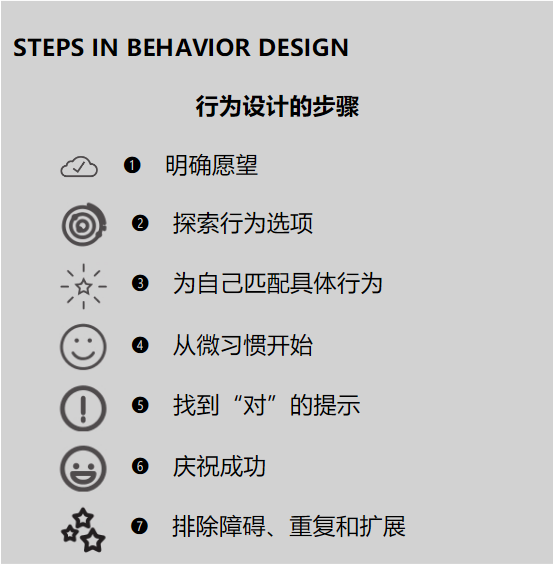 STEPS IN BEHAVIOR DESIGN
行为设计的步骤
❶ 明确愿望
❷ 探索行为选项
❸ 为自己匹配具体行为
❹ 从微习惯开始
❺ 找到“对”的提示
❻ 庆祝成功
❼ 排除障碍、重复和扩展